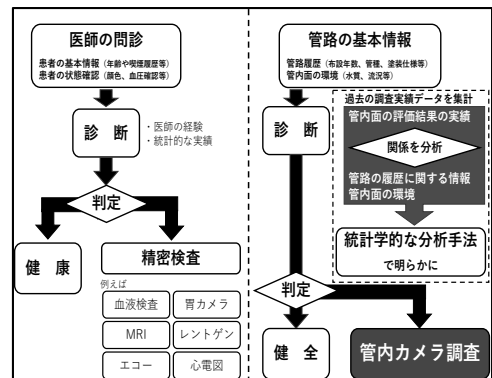 医師の問診
患者の基本情報（年齢や喫煙履歴等）
患者の状態確認（顔色、血圧確認等）
診　断
・医師の経験
・統計的な実績
判定
健　康
精密検査
例えば
血液検査
胃カメラ
MRI
レントゲン
エコー
心電図
管路の基本情報
管路履歴（布設年数、管種、塗装仕様等）
管内面の環境（水質、流況等）
診　断
過去の調査実績データを集計
管内面の評価結果の実績
関係を分析
管路の履歴に関する情報
管内面の環境
統計学的な分析手法
で明らかに
判定
健　全
管内カメラ調査